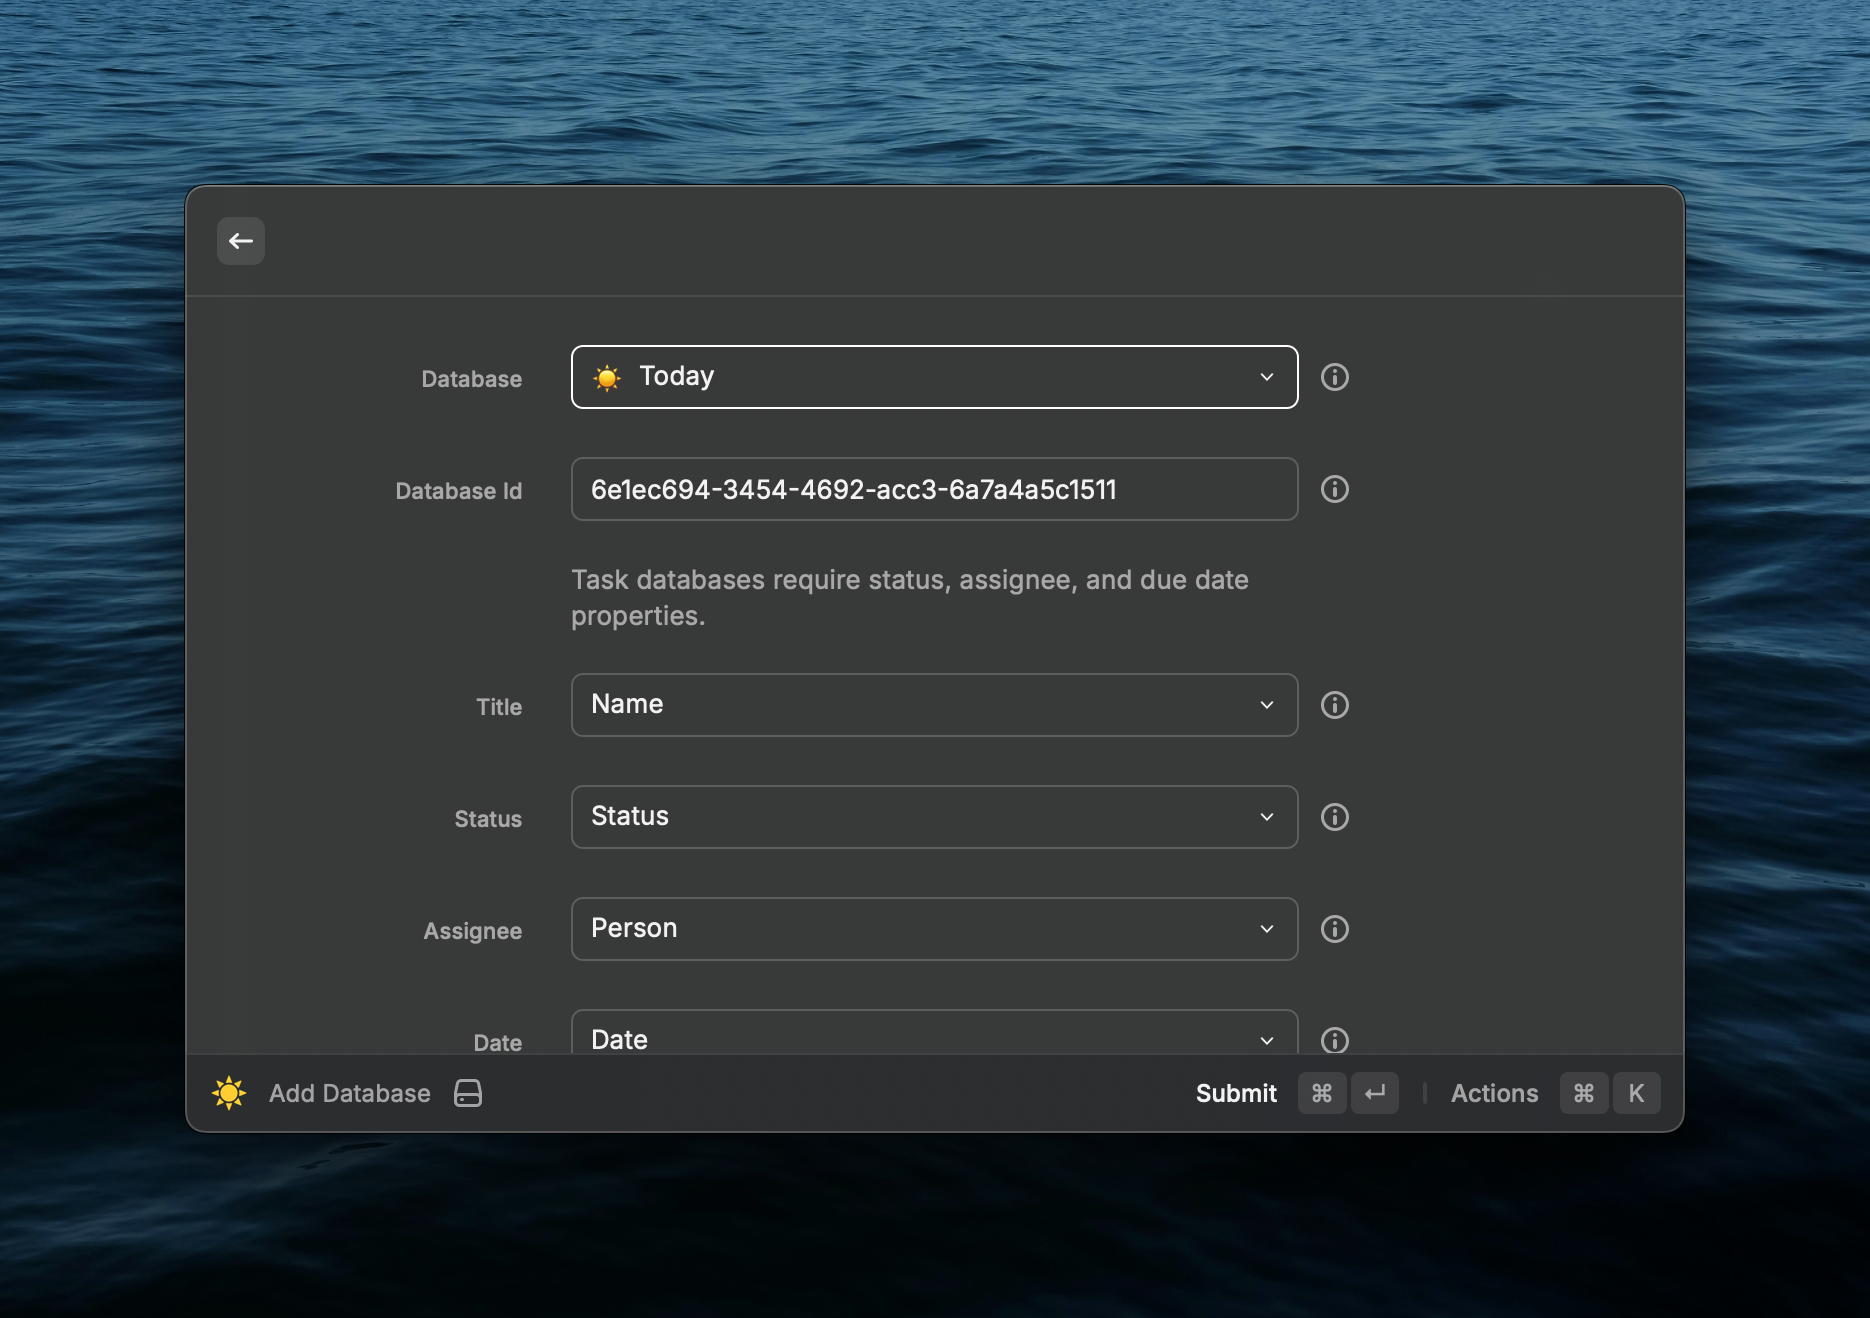 Database
Today
Database Id
6e1ec694-3454-4692-acc3-6a7a4a5c1511
Task databases require status, assignee, and due date
properties.
Title
Name
Status
Status
Assignee
Person
Date
Date
Add Database
Submit ⌘ ↵ Actions ⌘ K